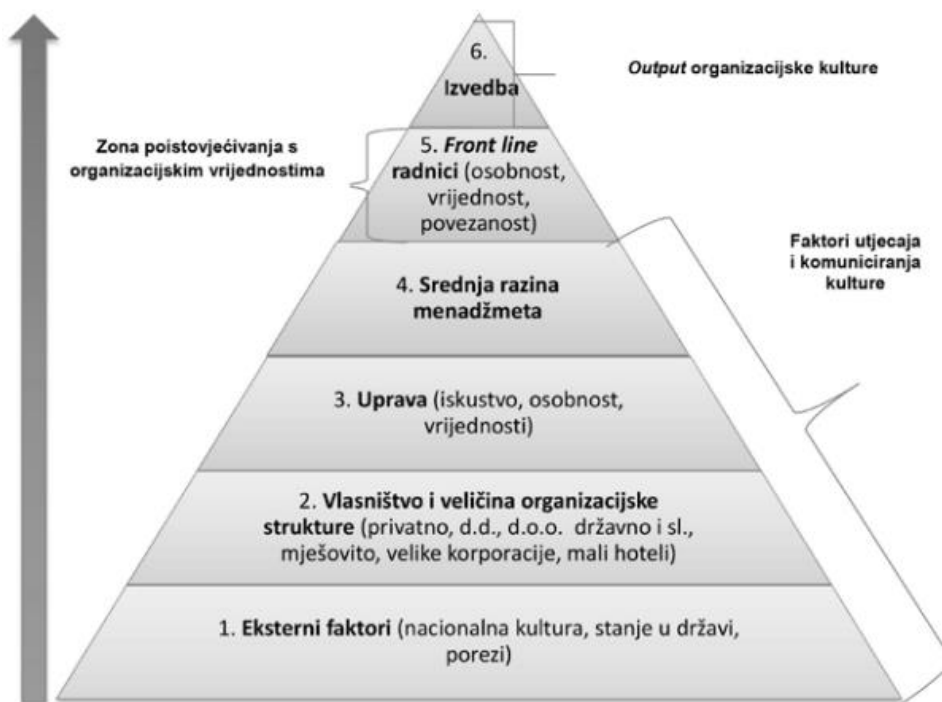 6.
Izvedba
Output organizacijske kulture
Zona poistovjećivanja s
organizacijskim vrijednostima
5. Front line
radnici (osobnost,
vrijednost,
povezanost)
Faktori utjecaja
i komuniciranja
kulture
4. Srednja razina
menadžmeta
3. Uprava (iskustvo, osobnost,
vrijednosti)
2. Vlasništvo i veličina organizacijske
strukture (privatno, d.d., d.o.o. državno i sl.,
mješovito, velike korporacije, mali hoteli)
1. Eksterni faktori (nacionalna kultura, stanje u državi,
porezi)